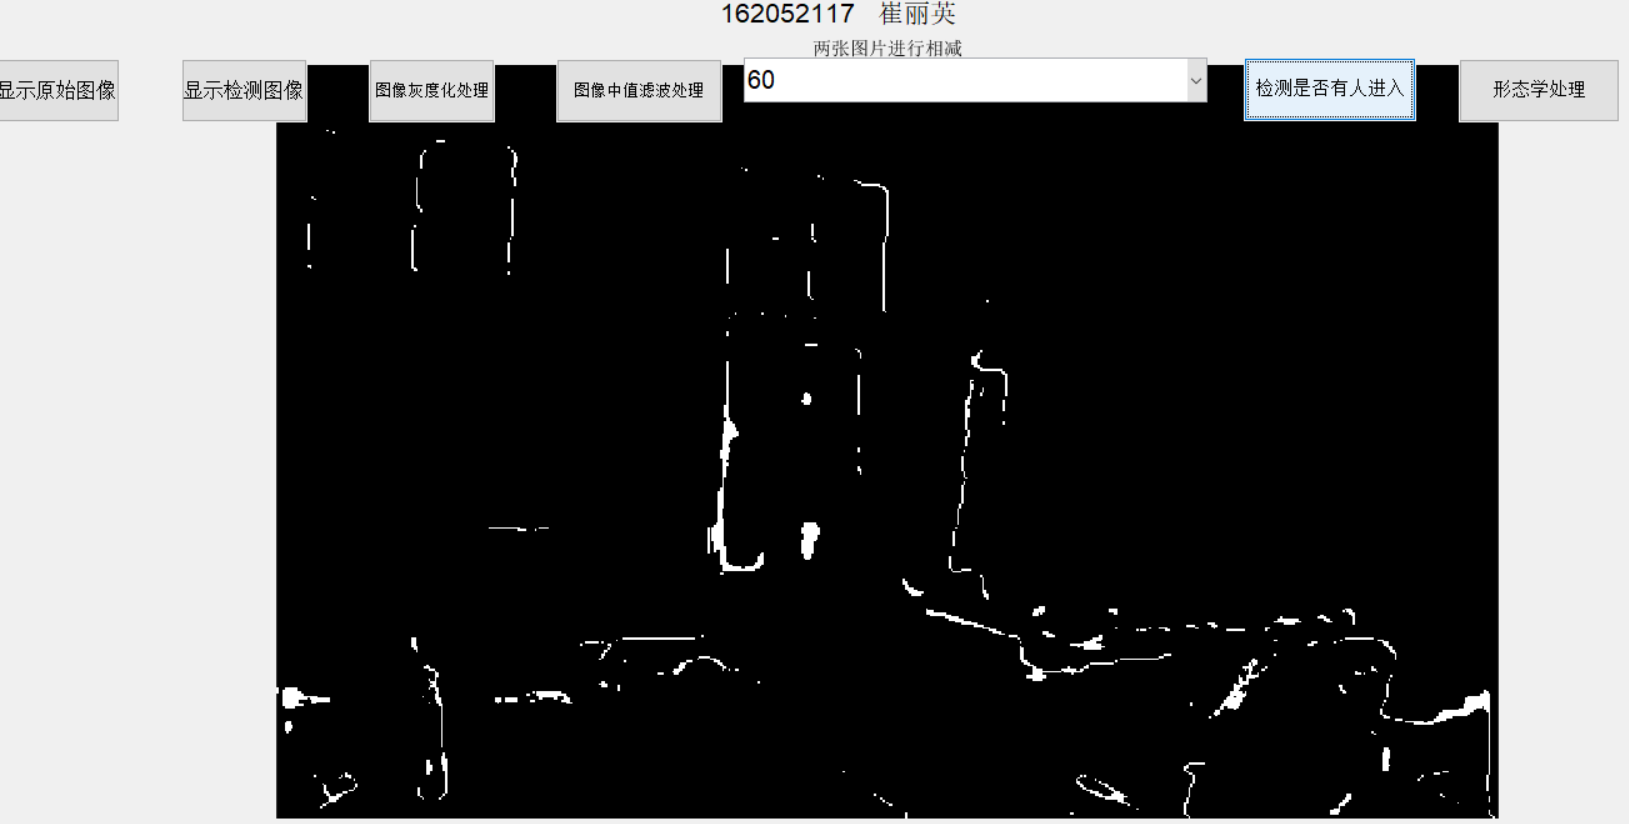 162052117 崔丽英
两张图片进行相减
显示原始图像
显示检测图像
图像灰度化处理
图像中值滤波处理
60
检测是否有人进入
形态学处理